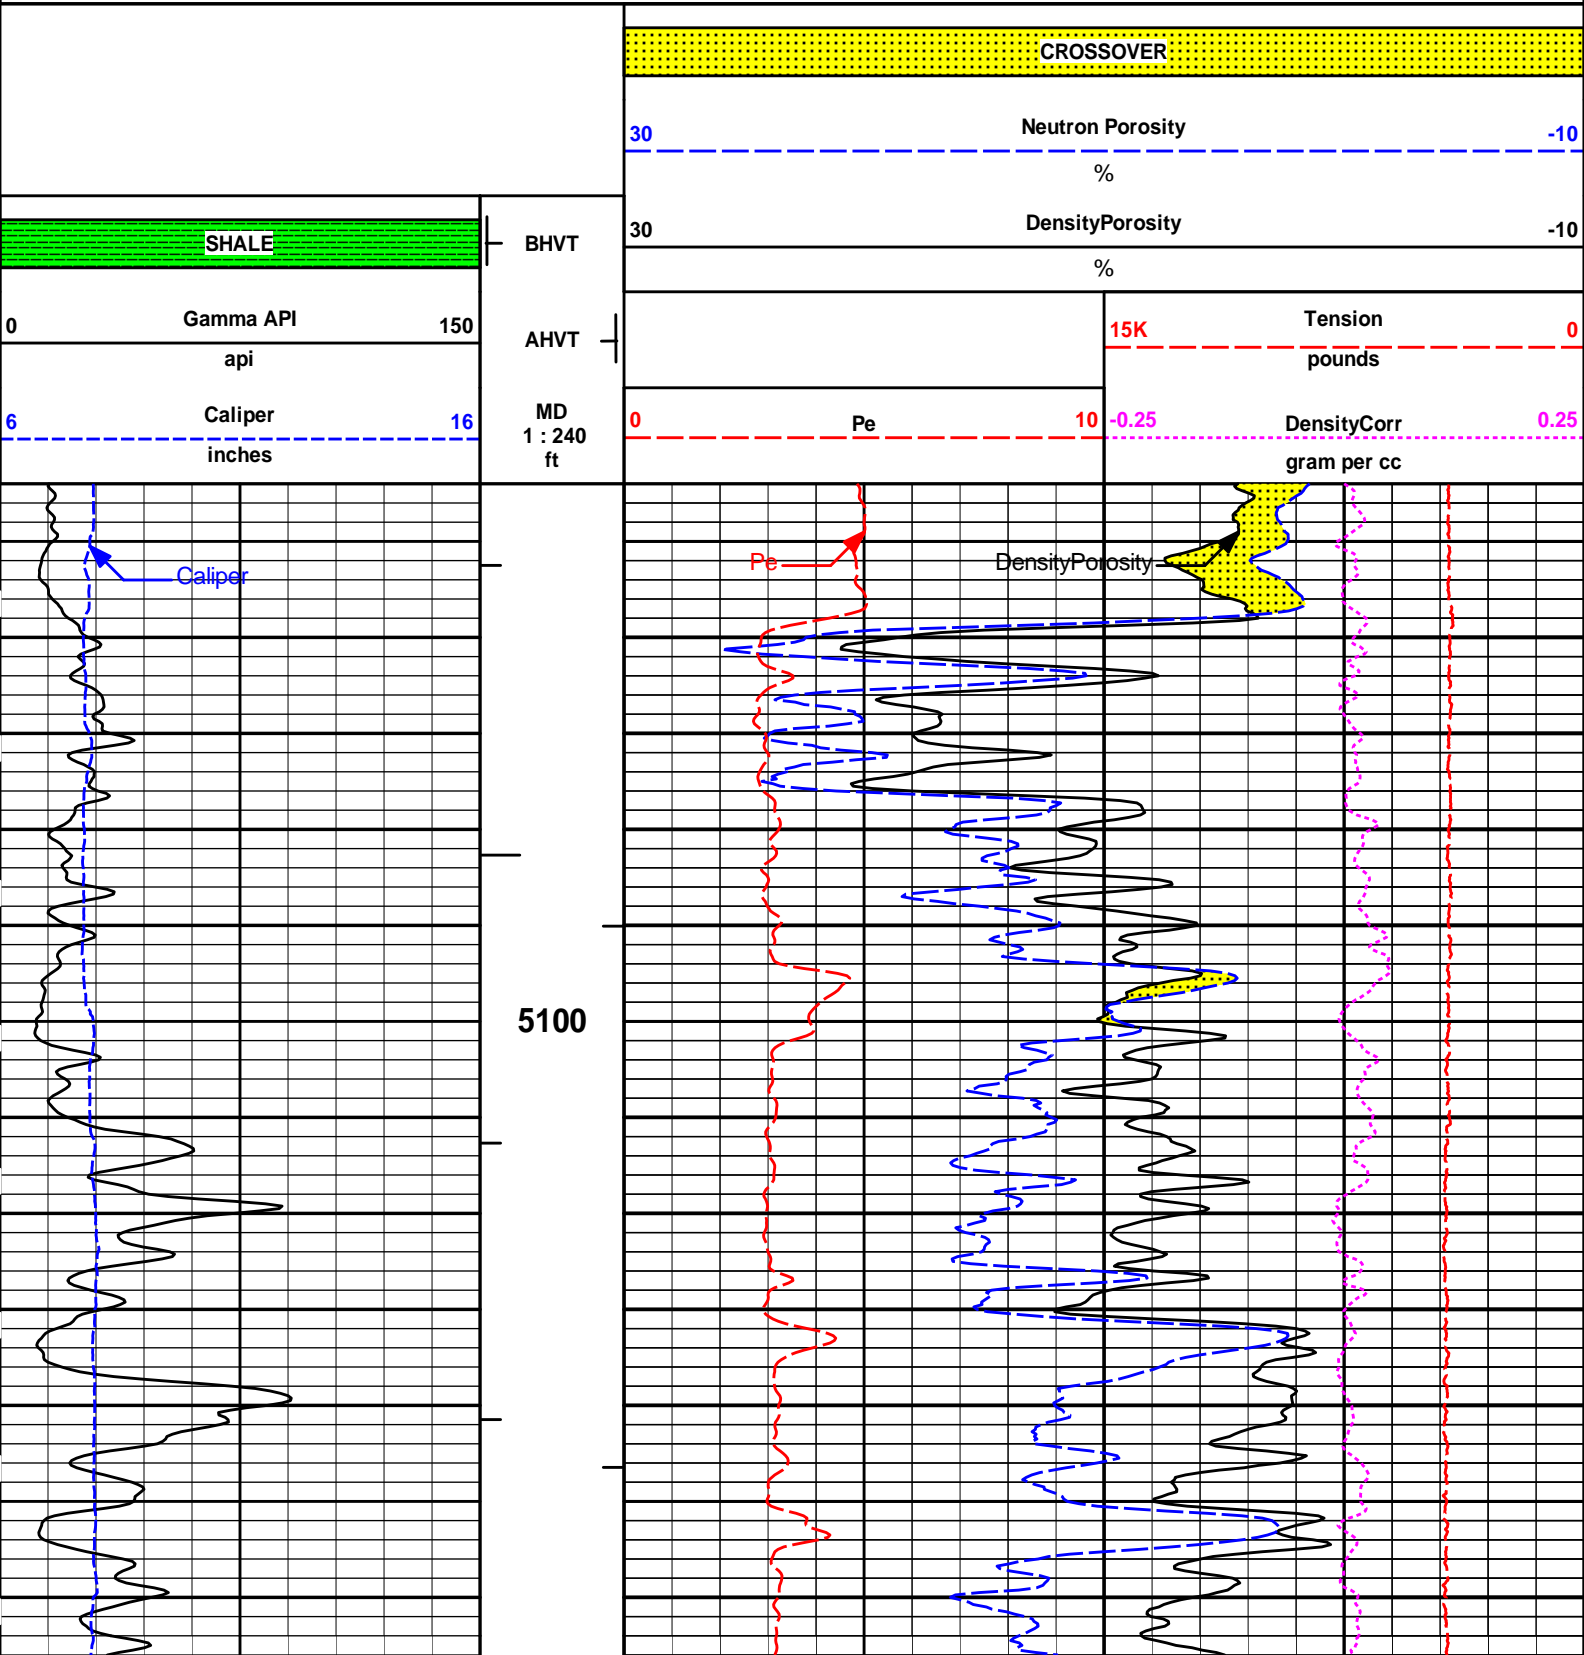 CROSSOVER
30 Neutron Porosity -10
%
30 DensityPorosity -10
%
SHALE
BHVT
0 Gamma API 150
api
AHVT
15K Tension 0
pounds
6 Caliper 16
inches
MD
1 : 240
ft
0 Pe 10
-0.25 DensityCorr 0.25
gram per cc
Caliper
Pe
DensityPorosity
5100